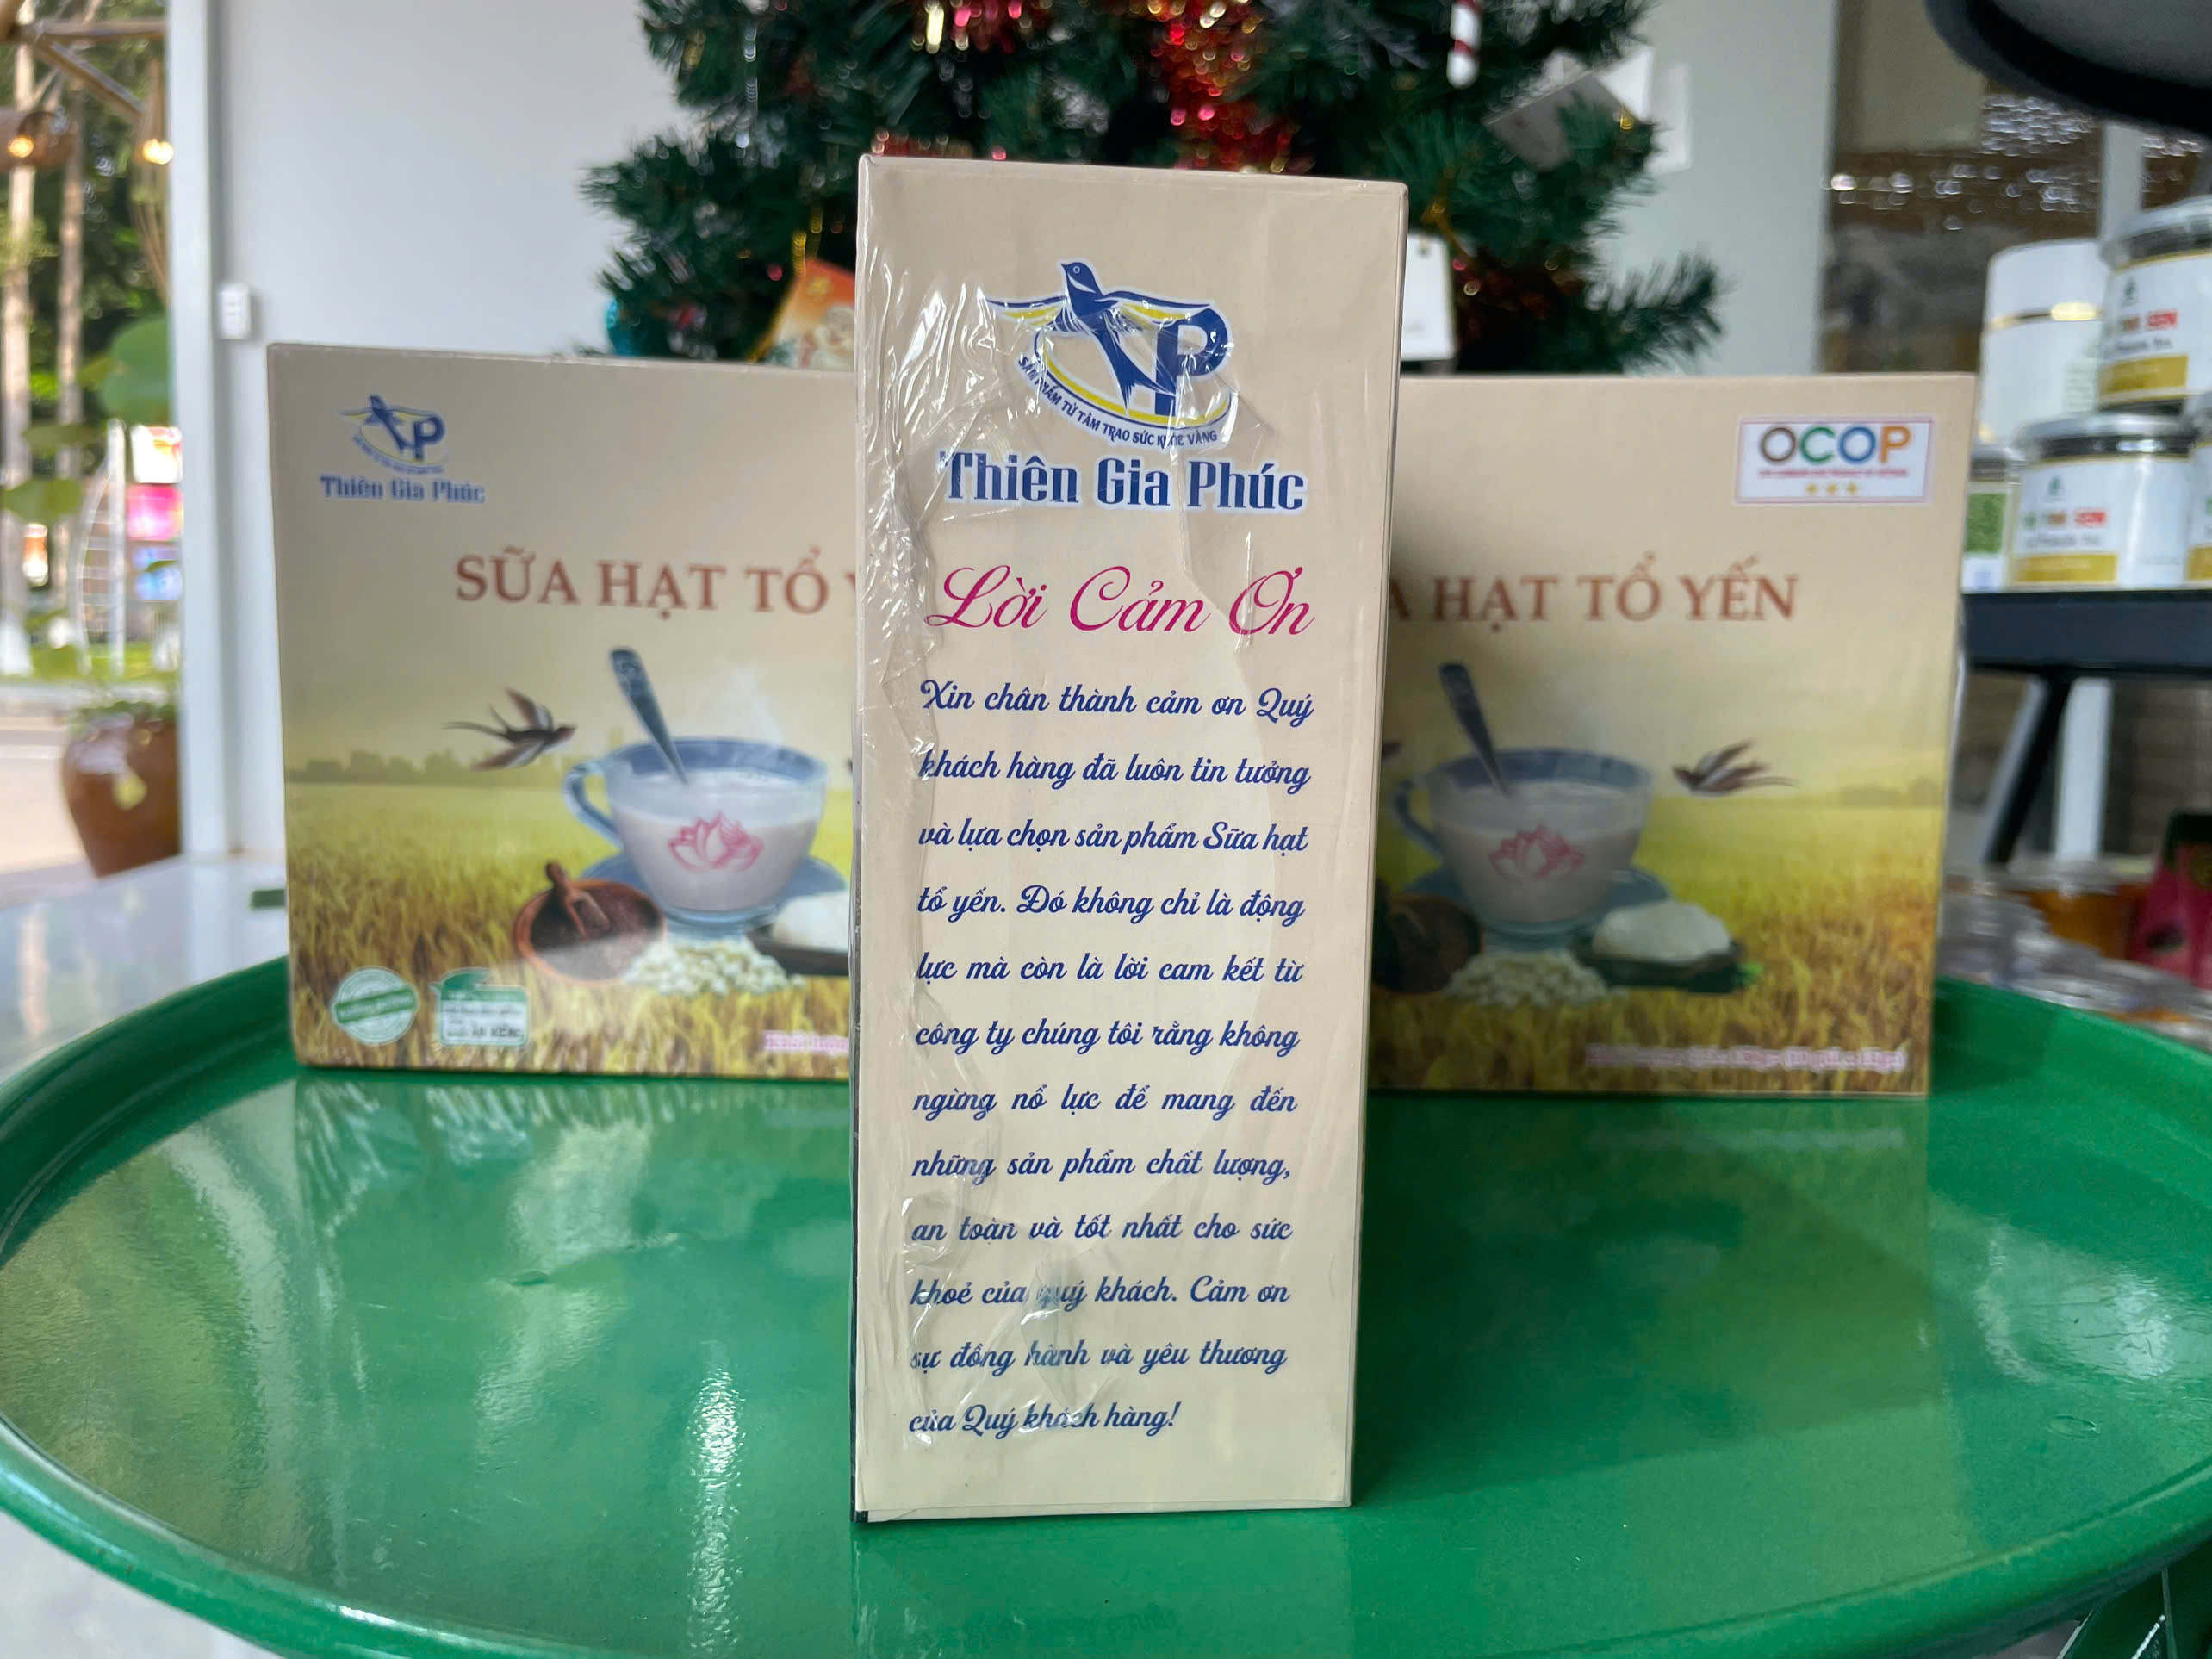 SẢN PHẨM TỪ TÂM TRAO SỨC KHỎE VÀNG
Thiên Gia Phúc
Lời Cảm Ơn
Xin chân thành cảm ơn Quý
khách hàng đã luôn tin tưởng
và lựa chọn sản phẩm Sữa hạt
tổ yến. Đó không chỉ là động
lực mà còn là lời cam kết từ
công ty chúng tôi rằng không
ngừng nổ lực để mang đến
những sản phẩm chất lượng,
an toàn và tốt nhất cho sức
khoẻ của quý khách. Cảm ơn
sự đồng hành và yêu thương
của Quý khách hàng!
Thiên Gia Phúc
SỮA HẠT TỔ
OCOP
HẠT TỔ YẾN